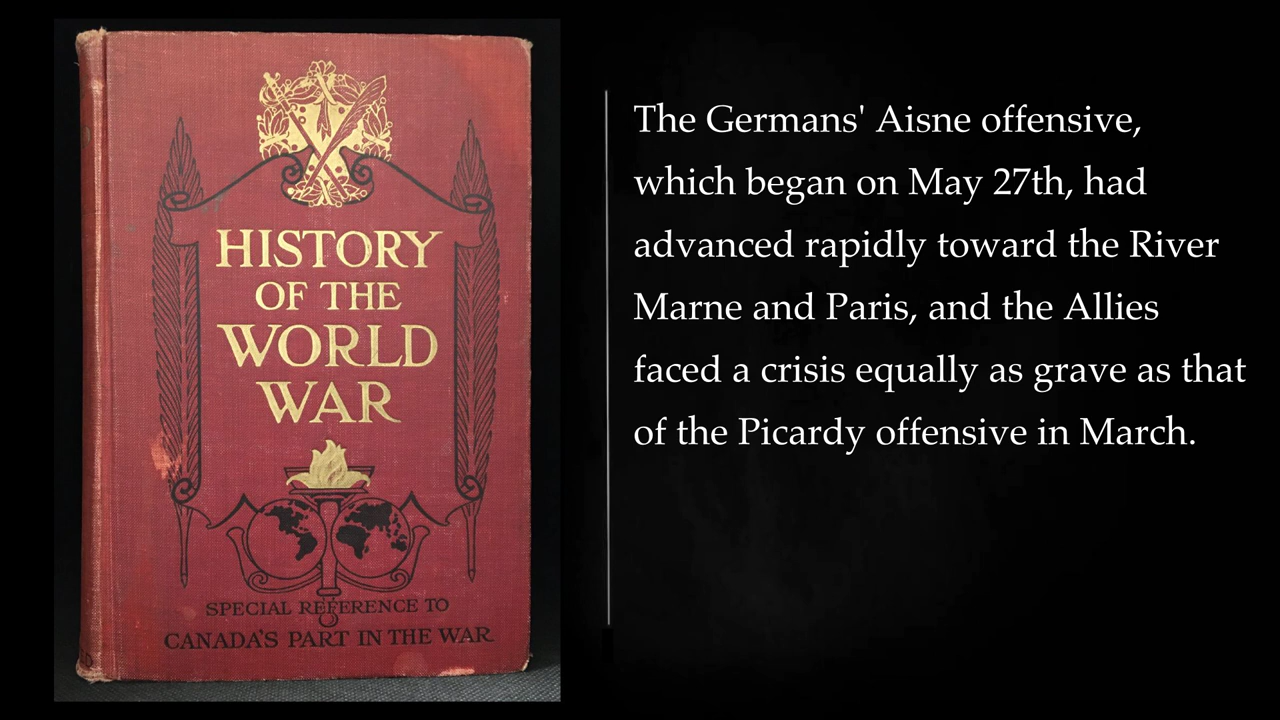 HISTORY
OF THE
WORLD
WAR
SPECIAL REFERENCE TO
CANADA'S PART IN THE WAR
The Germans' Aisne offensive,
which began on May 27th, had
advanced rapidly toward the River
Marne and Paris, and the Allies
faced a crisis equally as grave as that
of the Picardy offensive in March.